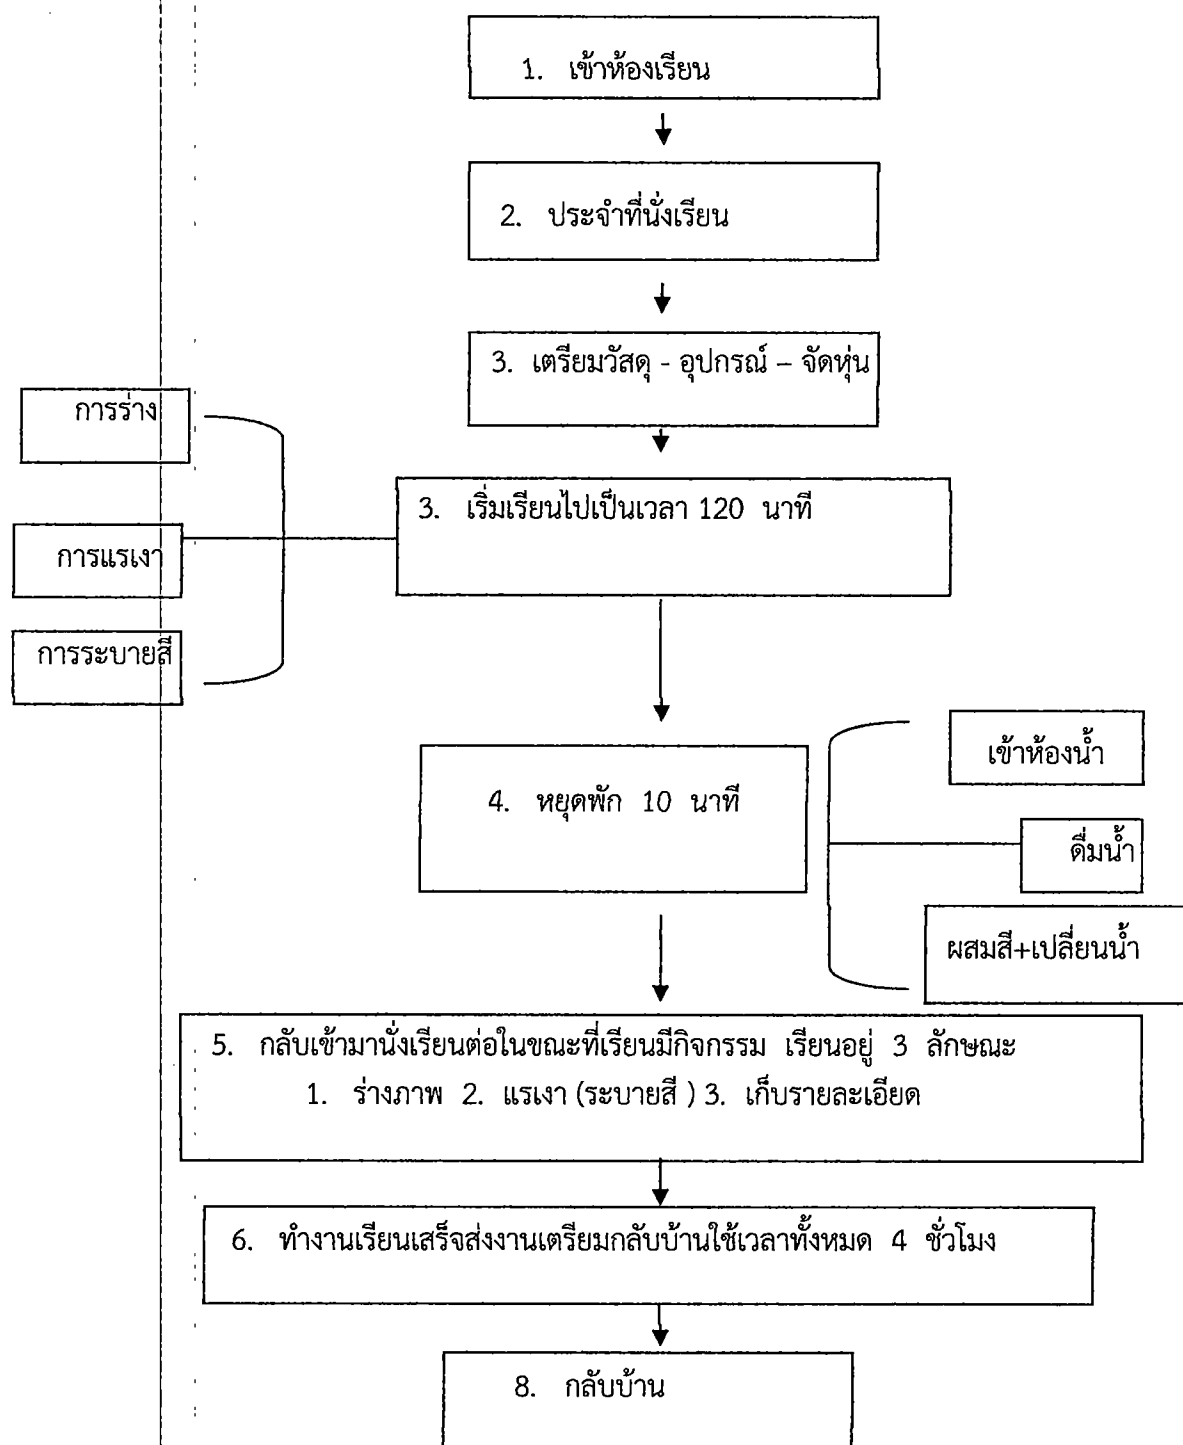 1. เข้าห้องเรียน
2. ประจำที่นั่งเรียน
3. เตรียมวัสดุ - อุปกรณ์ – จัดหุ่น
การร่าง
3. เริ่มเรียนไปเป็นเวลา 120 นาที
การแรเงา
การระบายสี
เข้าห้องน้ำ
4. หยุดพัก 10 นาที
ดื่มน้ำ
ผสมสี+เปลี่ยนน้ำ
5. กลับเข้ามานั่งเรียนต่อในขณะที่เรียนมีกิจกรรม เรียนอยู่ 3 ลักษณะ
1. ร่างภาพ 2. แรเงา (ระบายสี ) 3. เก็บรายละเอียด
6. ทำงานเรียนเสร็จส่งงานเตรียมกลับบ้านใช้เวลาทั้งหมด 4 ชั่วโมง
8. กลับบ้าน